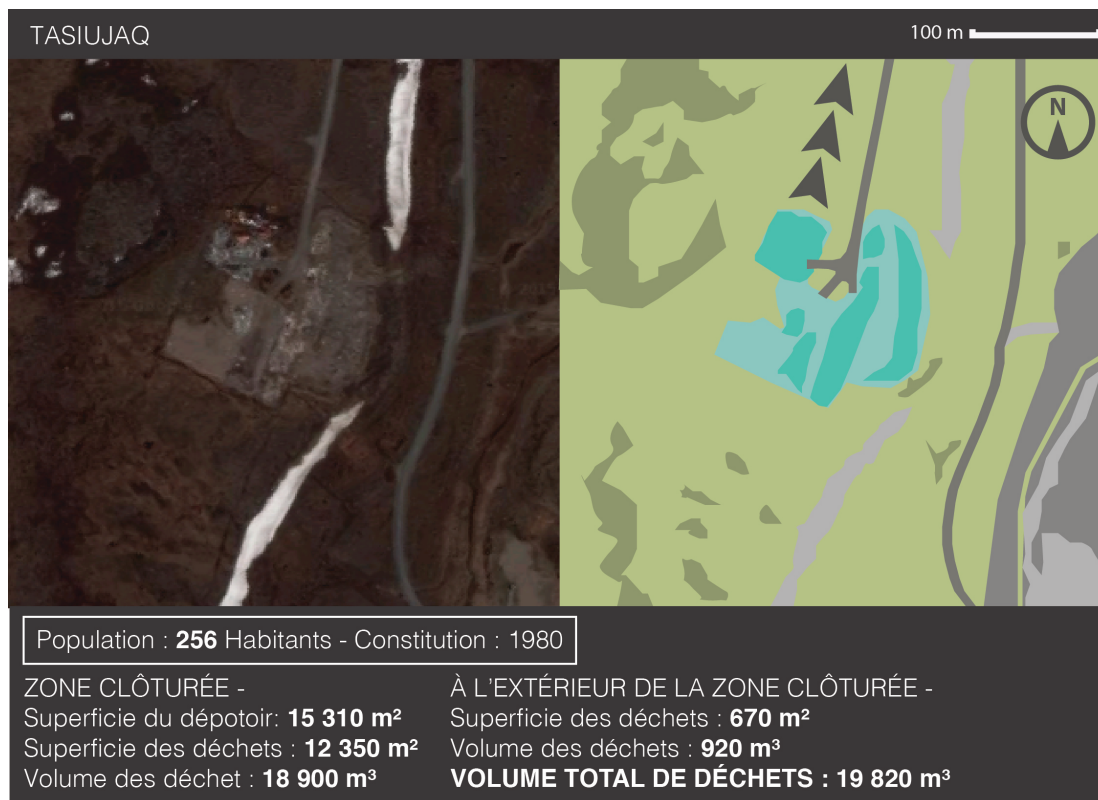 TASIUJAQ
100 m
N
Population : 256 Habitants - Constitution : 1980
ZONE CLÔTURÉE -
Superficie du dépotoir: 15 310 m²
Superficie des déchets : 12 350 m²
Volume des déchet : 18 900 m³
À L'EXTÉRIEUR DE LA ZONE CLÔTURÉE -
Superficie des déchets : 670 m²
Volume des déchets : 920 m³
VOLUME TOTAL DE DÉCHETS : 19 820 m³